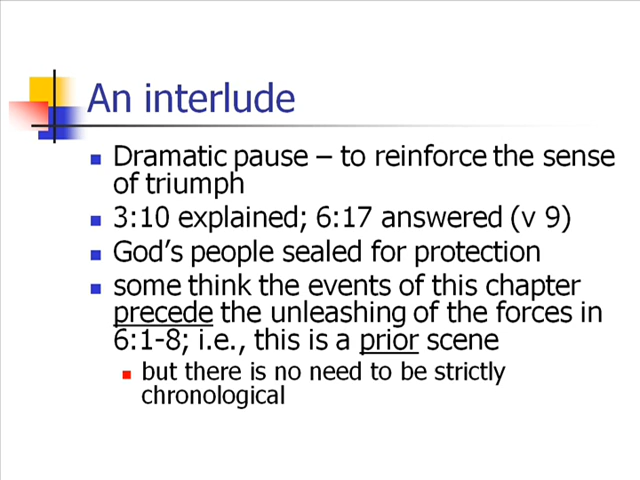 An interlude
Dramatic pause – to reinforce the sense
of triumph
3:10 explained; 6:17 answered (v 9)
God's people sealed for protection
some think the events of this chapter
precede the unleashing of the forces in
6:1-8; i.e., this is a prior scene
but there is no need to be strictly
chronological